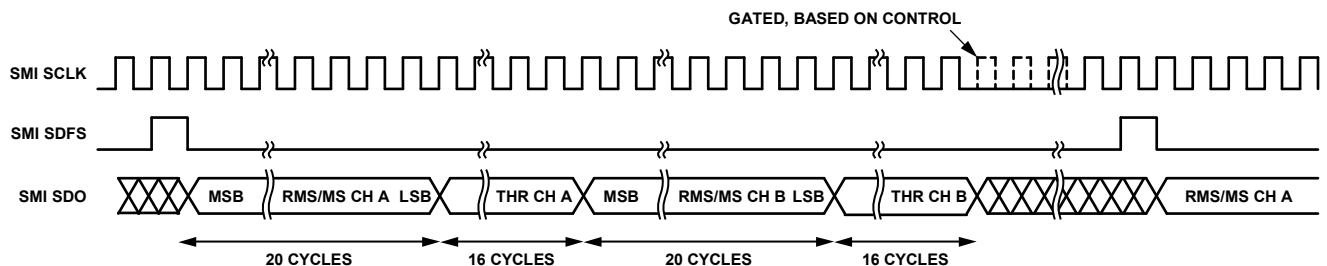 GATED, BASED ON CONTROL
SMI SCLK
SMI SDFS
SMI SDO
MSB
RMS/MS CH A LSB
THR CH A
MSB
RMS/MS CH B LSB
THR CH B
RMS/MS CH A
20 CYCLES
16 CYCLES
20 CYCLES
16 CYCLES